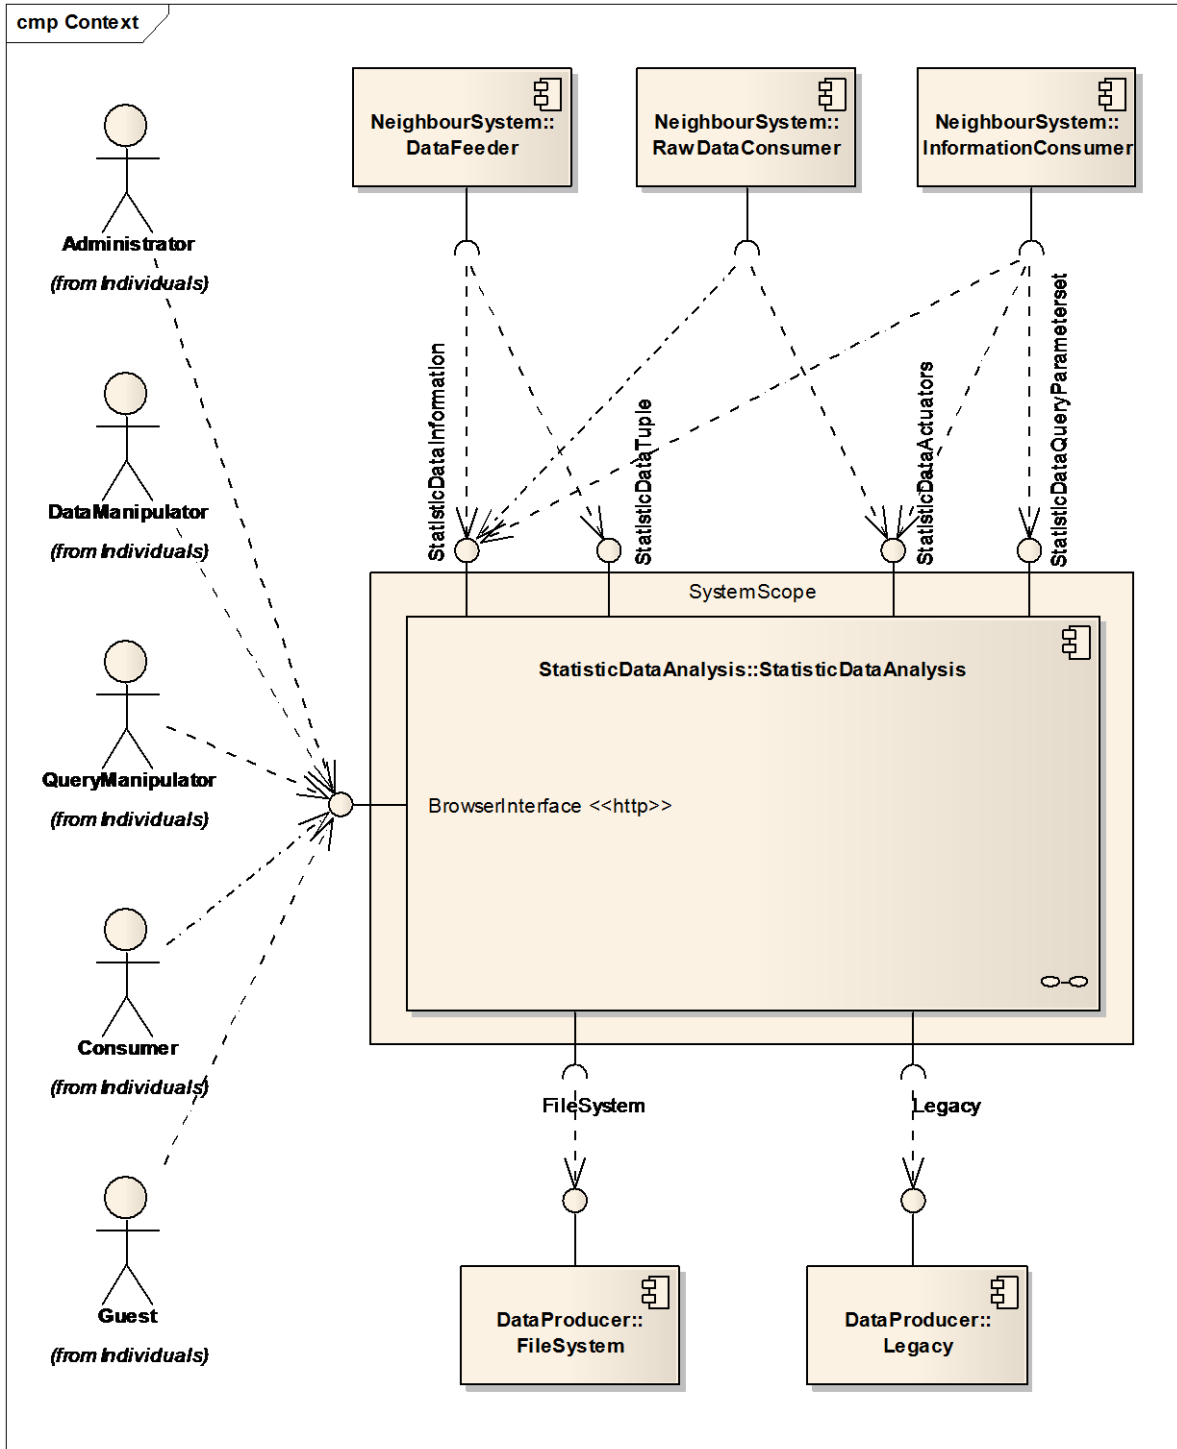 cmp Context
NeighbourSystem::
DataFeeder
NeighbourSystem::
RawDataConsumer
NeighbourSystem::
InformationConsumer
Administrator
(from Individuals)
DataManipulator
(from Individuals)
QueryManipulator
(from Individuals)
Consumer
(from Individuals)
Guest
(from Individuals)
StatisticDataInformation
StatisticDataTuple
StatisticDataActuators
StatisticDataQueryParameterset
SystemScope
StatisticDataAnalysis::StatisticDataAnalysis
BrowserInterface <<http>>
FileSystem
Legacy
DataProducer::
FileSystem
DataProducer::
Legacy